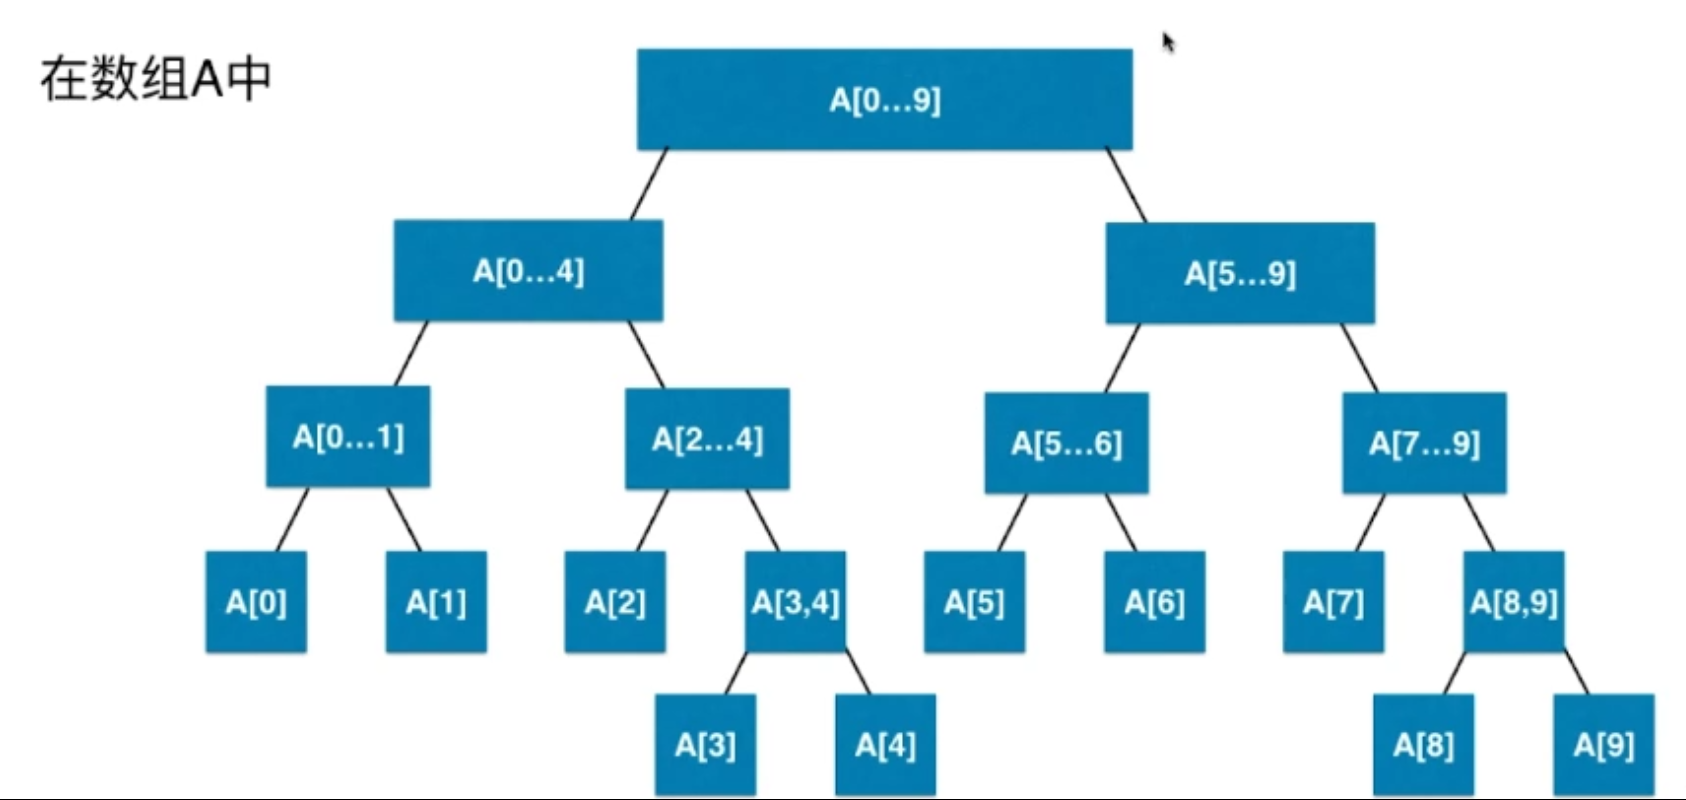 在数组A中
A[0...9]
A[0...4]
A[5...9]
A[0...1]
A[2...4]
A[5...6]
A[7...9]
A[0]
A[1]
A[2]
A[3,4]
A[5]
A[6]
A[7]
A[8,9]
A[3]
A[4]
A[8]
A[9]